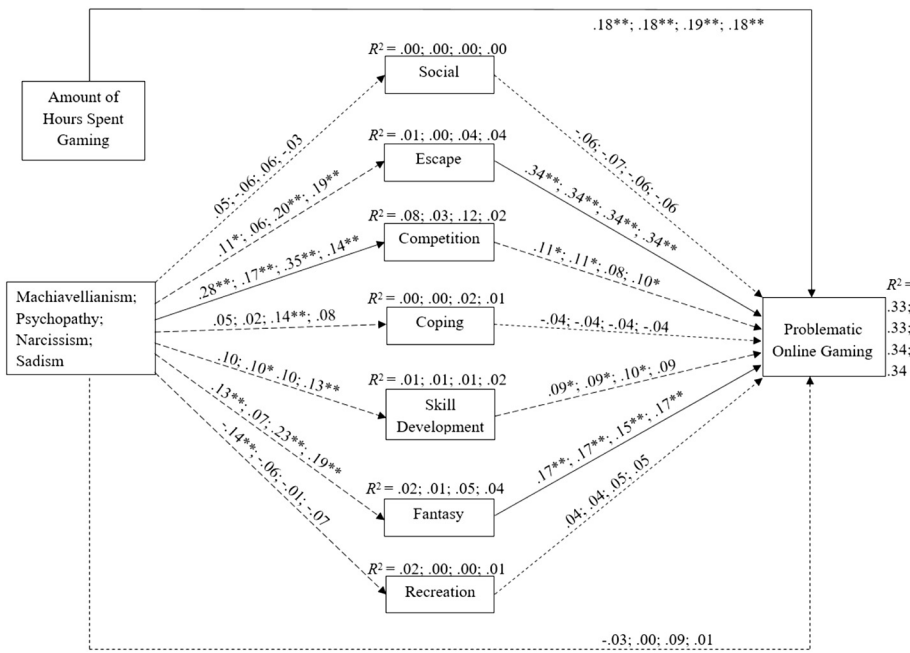 .18**; .18**; .19**; .18**
Amount of
Hours Spent
Gaming
R² = .00; .00; .00; .00
Social
.05; -.06; .06; -.03
-.06; -.07; -.06; -.06
R² = .01; .00; .04; .04
Escape
.11*; .06; .20**; .19**
.34**, .34**; .34**; .34**
R² = .08; .03; .12; .02
Competition
.28**; .17**; .35**; .14**
.11*; .11*; .08; .10*
Machiavellianism;
Psychopathy;
Narcissism;
Sadism
R² = .00; .00; .02; .01
Coping
.05; .02; .14**; .08
-.04; -.04; -.04; -.04
Problematic
Online Gaming
R² =
.33;
.33;
.34;
.34
R² = .01; .01; .01; .02
Skill
Development
.10; .10* .10; .13**
.09*; .09*; .10*; .09
R² = .02; .01; .05; .04
Fantasy
.13**; .07; .23**; .19**
.17**; .17**; .15**; .17**
R² = .02; .00; .00; .01
Recreation
-.14**; -.06; -.01; -.07
.04; .04; .05; .05
-.03; .00; .09; .01